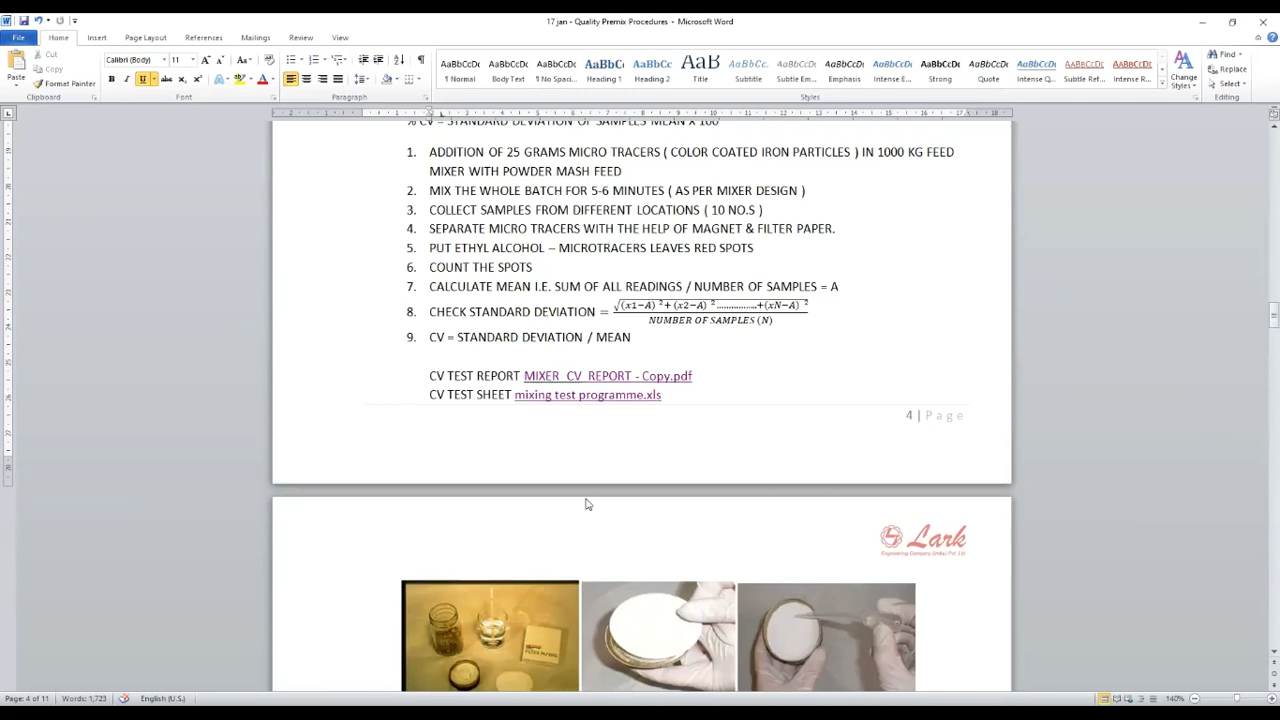 17 jan - Quality Premix Procedures - Microsoft Word
File Home Insert Page Layout References Mailings Review View
Cut
Copy
Format Painter
Paste
Clipboard
Calibri (Body) 11
Font
Paragraph
AaBbCcDc AaBbCcDc AaBbCcDc AaBbC AaBbCc AaB AaBbCc. AaBbCcDc AaBbCcDc AaBbCcDc AaBbCcDc AaBbCcDc AaBbCcDc AaBbCcDc AaBbCcDc
¶ Normal Body Text ¶ No Spaci... Heading 1 Heading 2 Title Subtitle Subtle Em... Emphasis Intense E... Strong Quote Intense Q... Subtle Ref... Intense R...
Styles
Change Styles
Find
Replace
Select
Editing
% CV = STANDARD DEVIATION OF SAMPLES MEAN X 100
1. ADDITION OF 25 GRAMS MICRO TRACERS ( COLOR COATED IRON PARTICLES ) IN 1000 KG FEED
MIXER WITH POWDER MASH FEED
2. MIX THE WHOLE BATCH FOR 5-6 MINUTES ( AS PER MIXER DESIGN )
3. COLLECT SAMPLES FROM DIFFERENT LOCATIONS ( 10 NO.S )
4. SEPARATE MICRO TRACERS WITH THE HELP OF MAGNET & FILTER PAPER.
5. PUT ETHYL ALCOHOL – MICROTRACERS LEAVES RED SPOTS
6. COUNT THE SPOTS
7. CALCULATE MEAN I.E. SUM OF ALL READINGS / NUMBER OF SAMPLES = A
8. CHECK STANDARD DEVIATION = √(x1−A) ²+ (x2−A) ²……………..+(xN−A) ²
NUMBER OF SAMPLES (N)
9. CV = STANDARD DEVIATION / MEAN
CV TEST REPORT MIXER CV REPORT - Copy.pdf
CV TEST SHEET mixing test programme.xls
4 | Page
Lark
Engineering Company (India) Pvt. Ltd.
Page: 4 of 11 Words: 1,723 English (U.S.) 140%